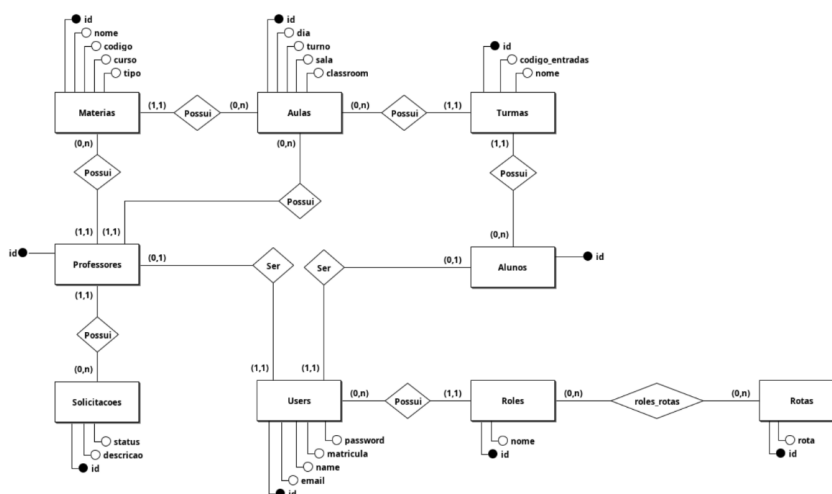 id
nome
codigo
curso
tipo
id
dia
turno
sala
classroom
id
codigo_entradas
nome
Materias
(1,1)
Possui
(0,n)
Aulas
(0,n)
Possui
(1,1)
Turmas
(0,n)
(0,n)
(1,1)
Possui
Possui
Possui
(1,1)
(1,1)
(0,n)
id
Professores
(0,1)
Ser
Ser
(0,1)
Alunos
id
(1,1)
Possui
(0,n)
(1,1)
(1,1)
Solicitacoes
Users
(0,n)
Possui
(1,1)
Roles
(0,n)
roles_rotas
(0,n)
Rotas
status
descricao
id
password
matricula
name
email
id
nome
id
rota
id